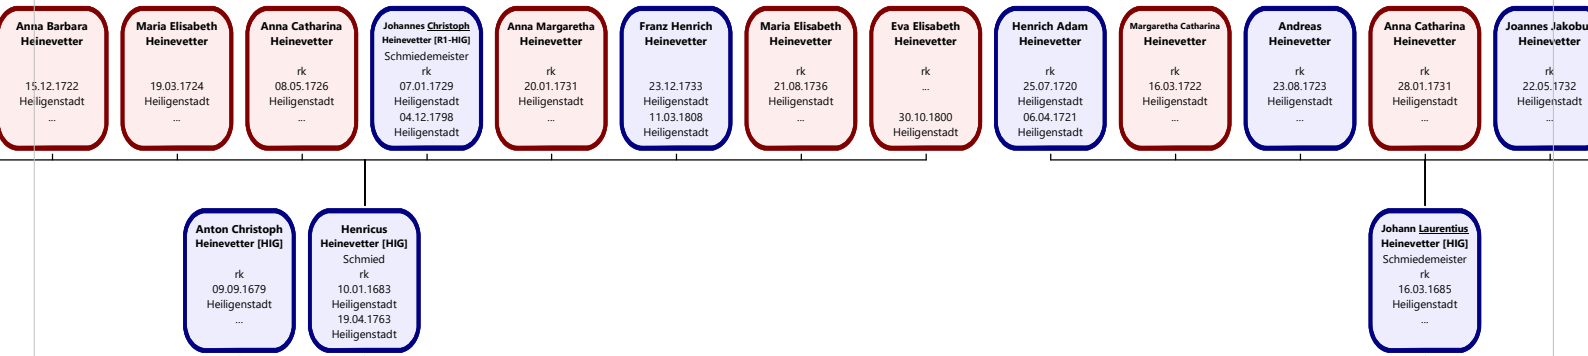 Anna Barbara
Heinevetter
15.12.1722
Heiligenstadt
...
Maria Elisabeth
Heinevetter
19.03.1724
Heiligenstadt
...
Anna Catharina
Heinevetter
rk
08.05.1726
Heiligenstadt
...
Johannes Christoph
Heinevetter [R1-HIG]
Schmiedemeister
rk
07.01.1729
Heiligenstadt
04.12.1798
Heiligenstadt
Anna Margaretha
Heinevetter
rk
20.01.1731
Heiligenstadt
...
Franz Henrich
Heinevetter
23.12.1733
Heiligenstadt
11.03.1808
Heiligenstadt
Maria Elisabeth
Heinevetter
rk
21.08.1736
Heiligenstadt
...
Eva Elisabeth
Heinevetter
rk
...
30.10.1800
Heiligenstadt
Henrich Adam
Heinevetter
rk
25.07.1720
Heiligenstadt
06.04.1721
Heiligenstadt
Margaretha Catharina
Heinevetter
rk
16.03.1722
Heiligenstadt
...
Andreas
Heinevetter
rk
23.08.1723
Heiligenstadt
...
Anna Catharina
Heinevetter
rk
28.01.1731
Heiligenstadt
...
Joannes Jakobu
Heinevetter
rk
22.05.1732
Heiligenstadt
...
Anton Christoph
Heinevetter [HIG]
rk
09.09.1679
Heiligenstadt
...
Henricus
Heinevetter [HIG]
Schmied
rk
10.01.1683
Heiligenstadt
19.04.1763
Heiligenstadt
Johann Laurentius
Heinevetter [HIG]
Schmiedemeister
rk
16.03.1685
Heiligenstadt
...